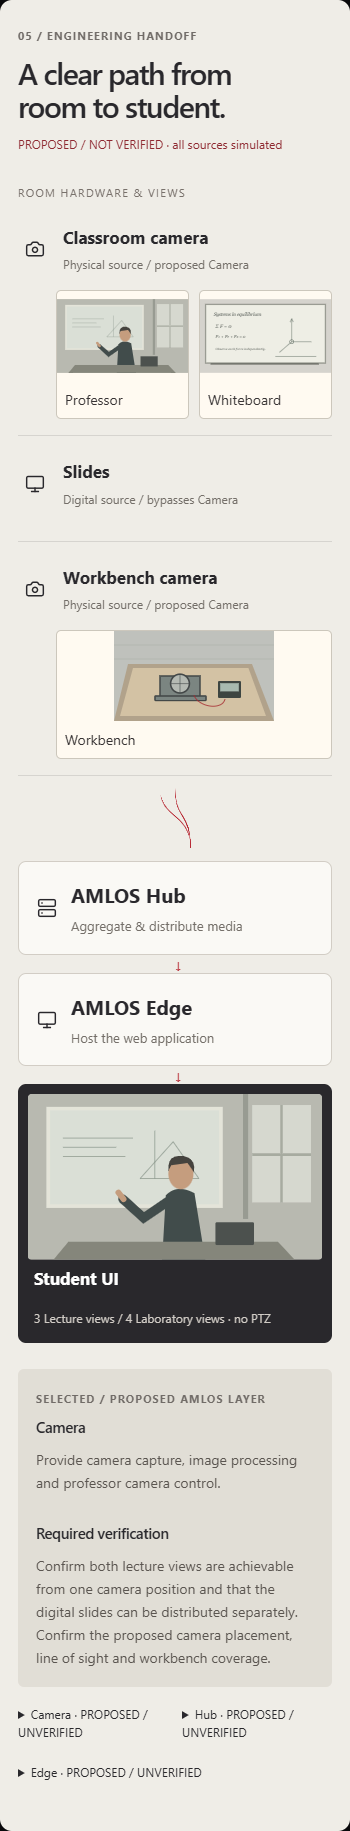 05 / ENGINEERING HANDOFF
A clear path from
room to student.
PROPOSED / NOT VERIFIED · all sources simulated
ROOM HARDWARE & VIEWS
Classroom camera
Physical source / proposed Camera
Systems in equilibrium
Professor
Whiteboard
Slides
Digital source / bypasses Camera
Workbench camera
Physical source / proposed Camera
Workbench
AMLOS Hub
Aggregate & distribute media
↓
AMLOS Edge
Host the web application
↓
Student UI
3 Lecture views / 4 Laboratory views · no PTZ
SELECTED / PROPOSED AMLOS LAYER
Camera
Provide camera capture, image processing
and professor camera control.
Required verification
Confirm both lecture views are achievable
from one camera position and that the
digital slides can be distributed separately.
Confirm the proposed camera placement,
line of sight and workbench coverage.
▶ Camera · PROPOSED /
UNVERIFIED
▶ Hub · PROPOSED /
UNVERIFIED
▶ Edge · PROPOSED / UNVERIFIED